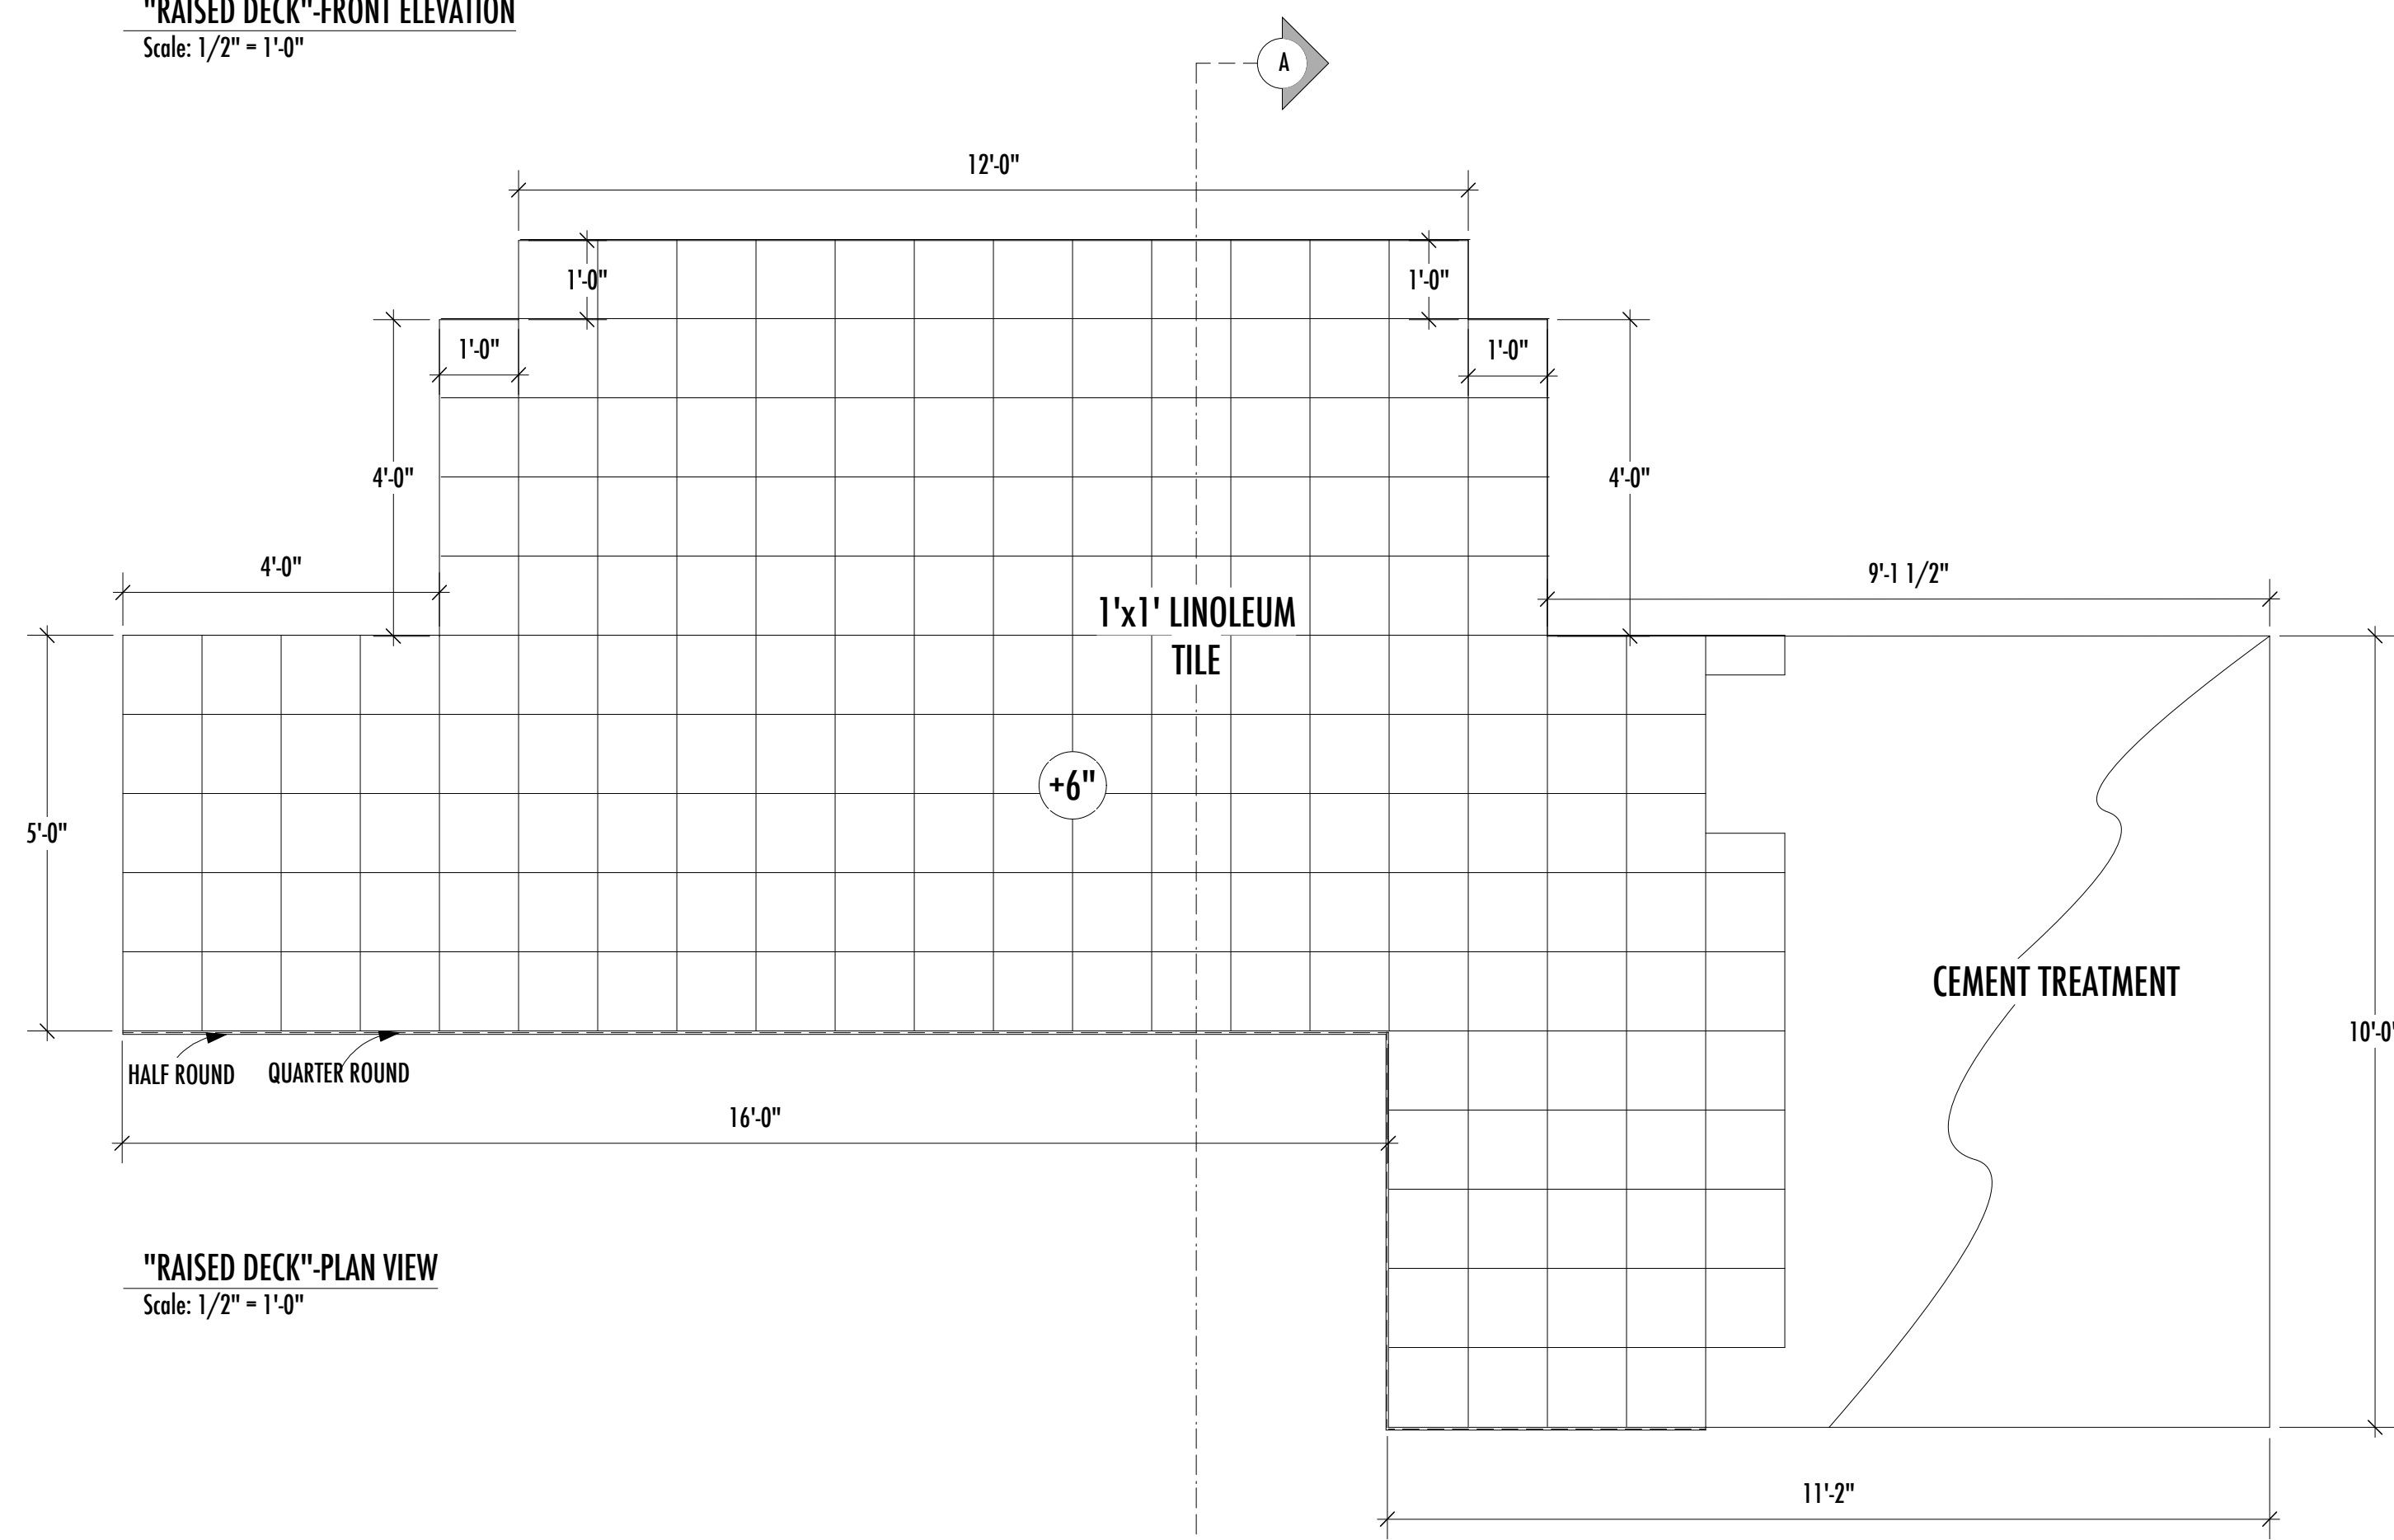 "RAISED DECK"-FRONT ELEVATION
Scale: 1/2" = 1'-0"
A
12'-0"
1'-0"
1'-0"
1'-0"
1'-0"
4'-0"
4'-0"
4'-0"
9'-1 1/2"
1'x1' LINOLEUM
TILE
+6"
5'-0"
CEMENT TREATMENT
10'-0"
HALF ROUND
QUARTER ROUND
16'-0"
"RAISED DECK"-PLAN VIEW
Scale: 1/2" = 1'-0"
11'-2"